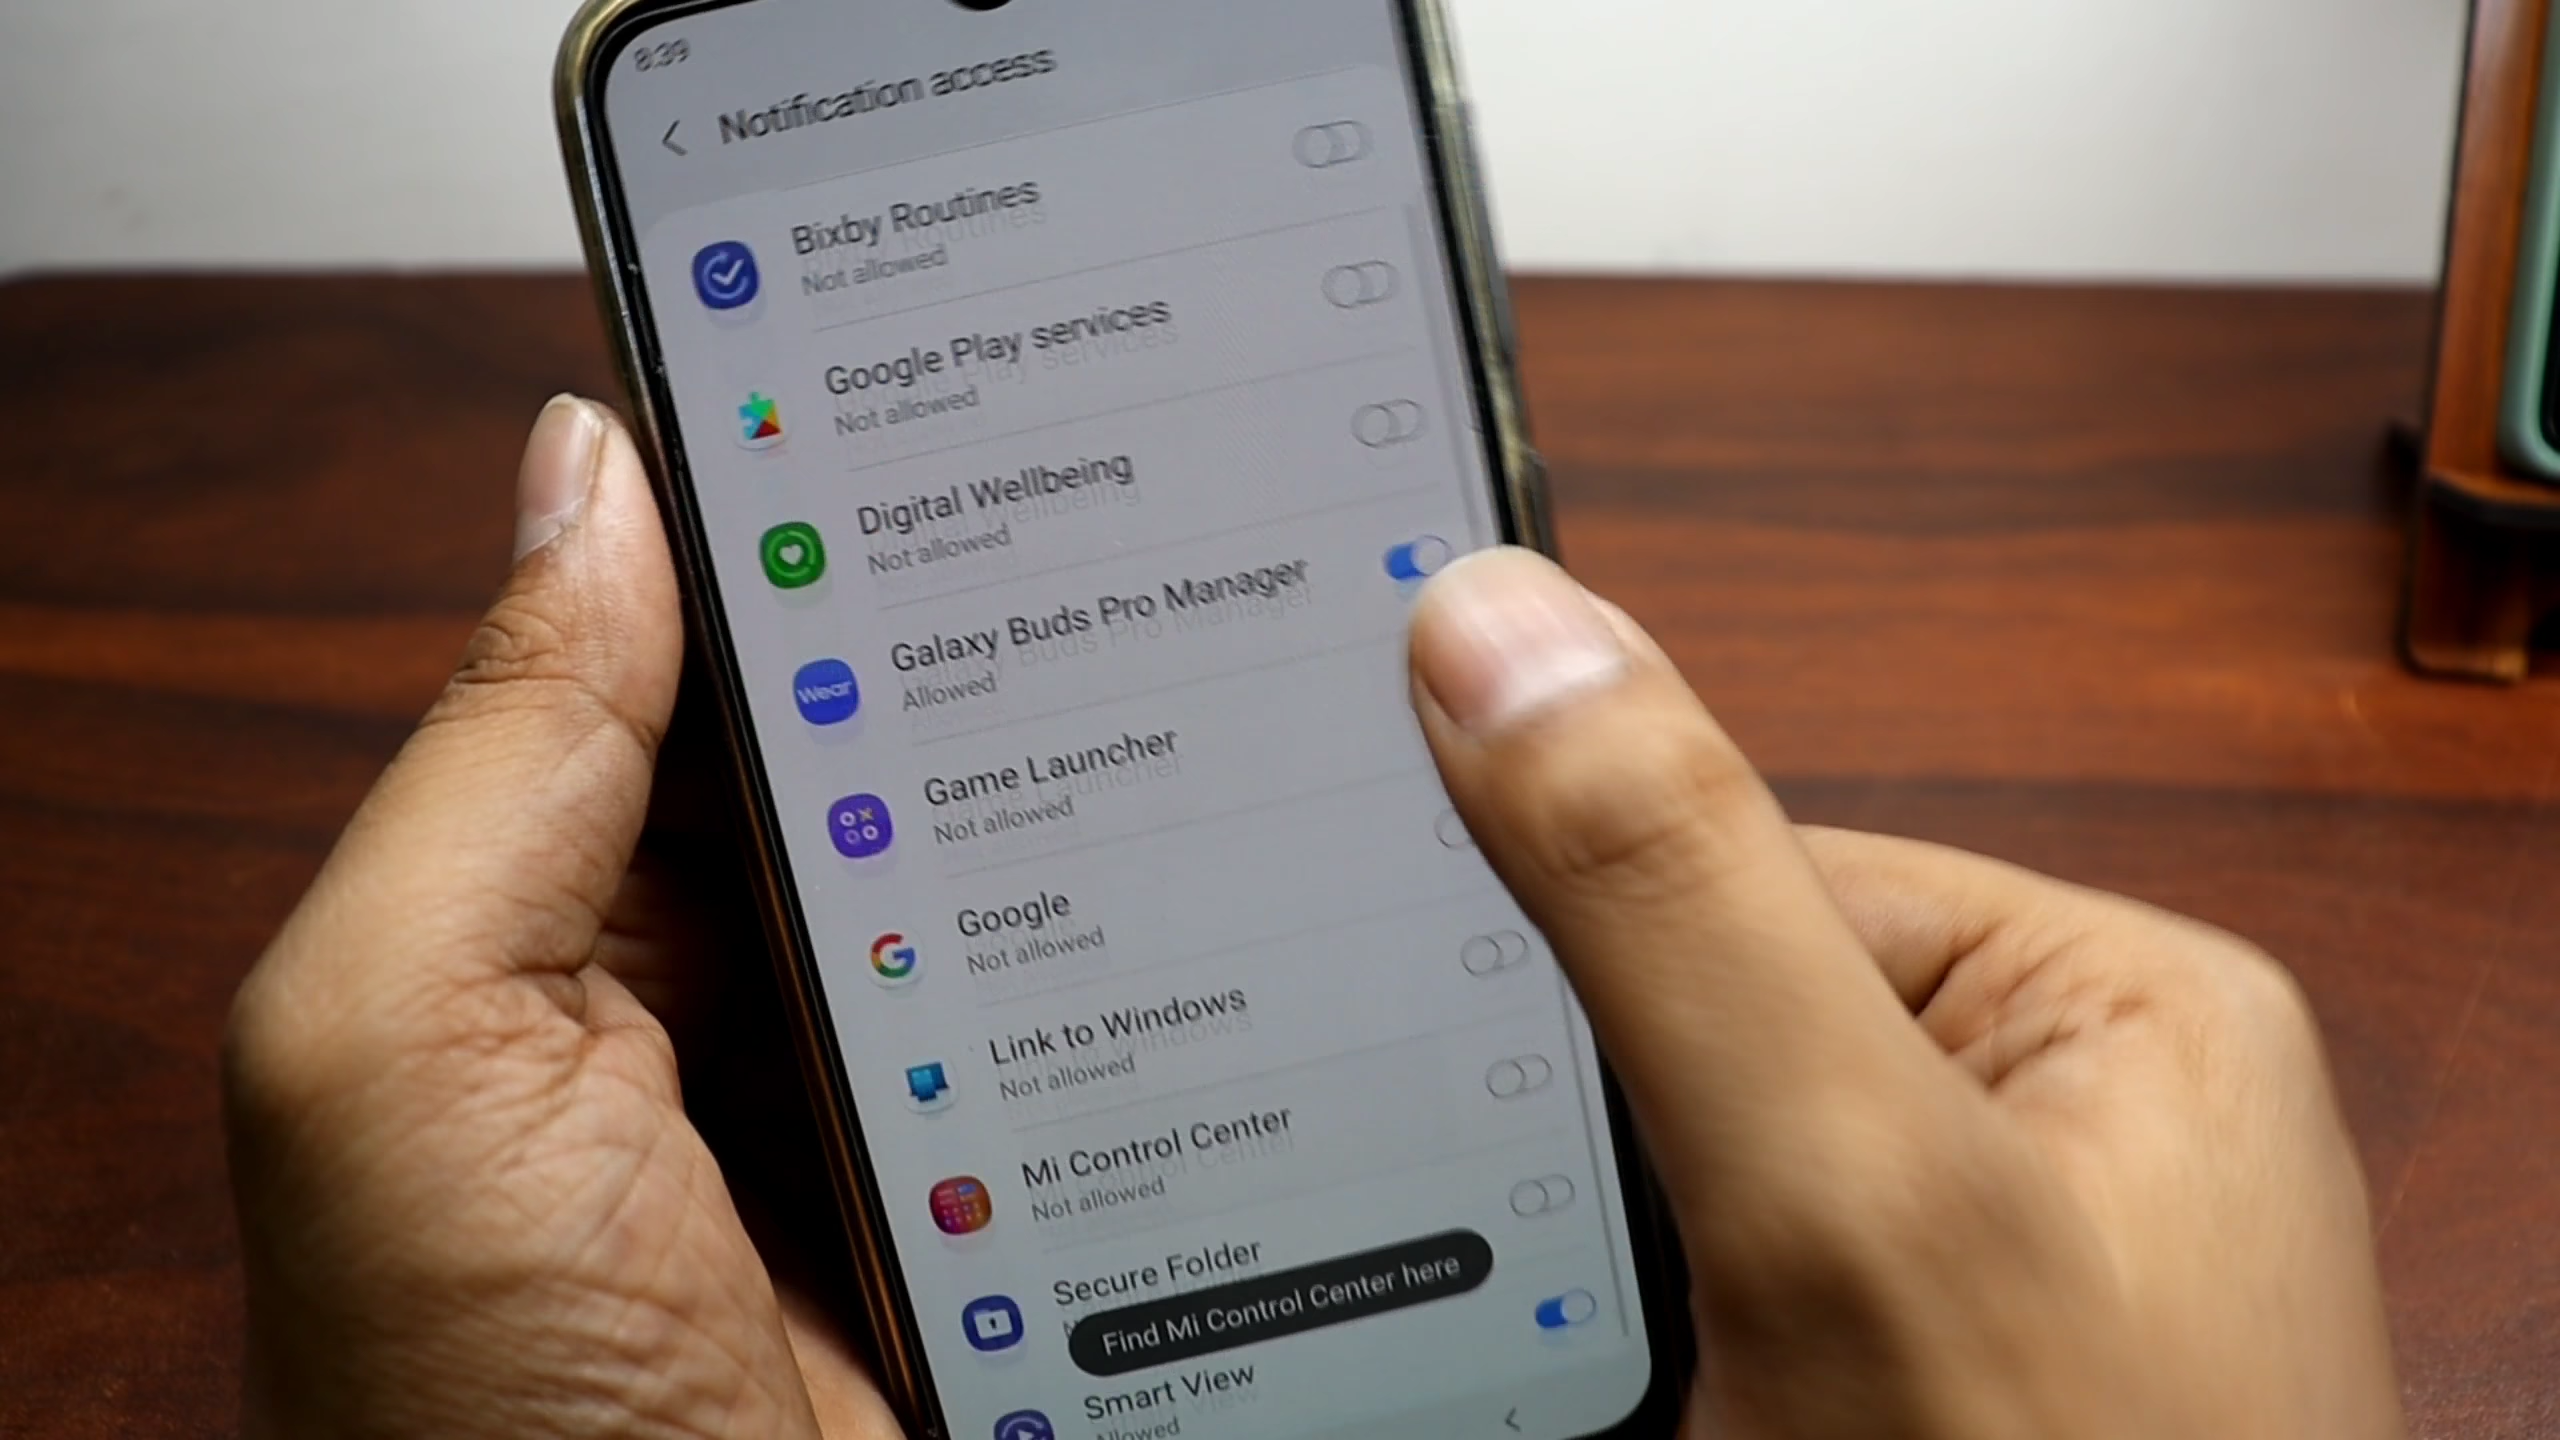 8:39
Notification access
Bixby Routines
Not allowed
Google Play services
Not allowed
Digital Wellbeing
Not allowed
Galaxy Buds Pro Manager
Allowed
Wear
Game Launcher
Not allowed
Google
Not allowed
Link to Windows
Not allowed
Mi Control Center
Not allowed
Secure Folder
Find Mi Control Center here
Smart View
Allowed